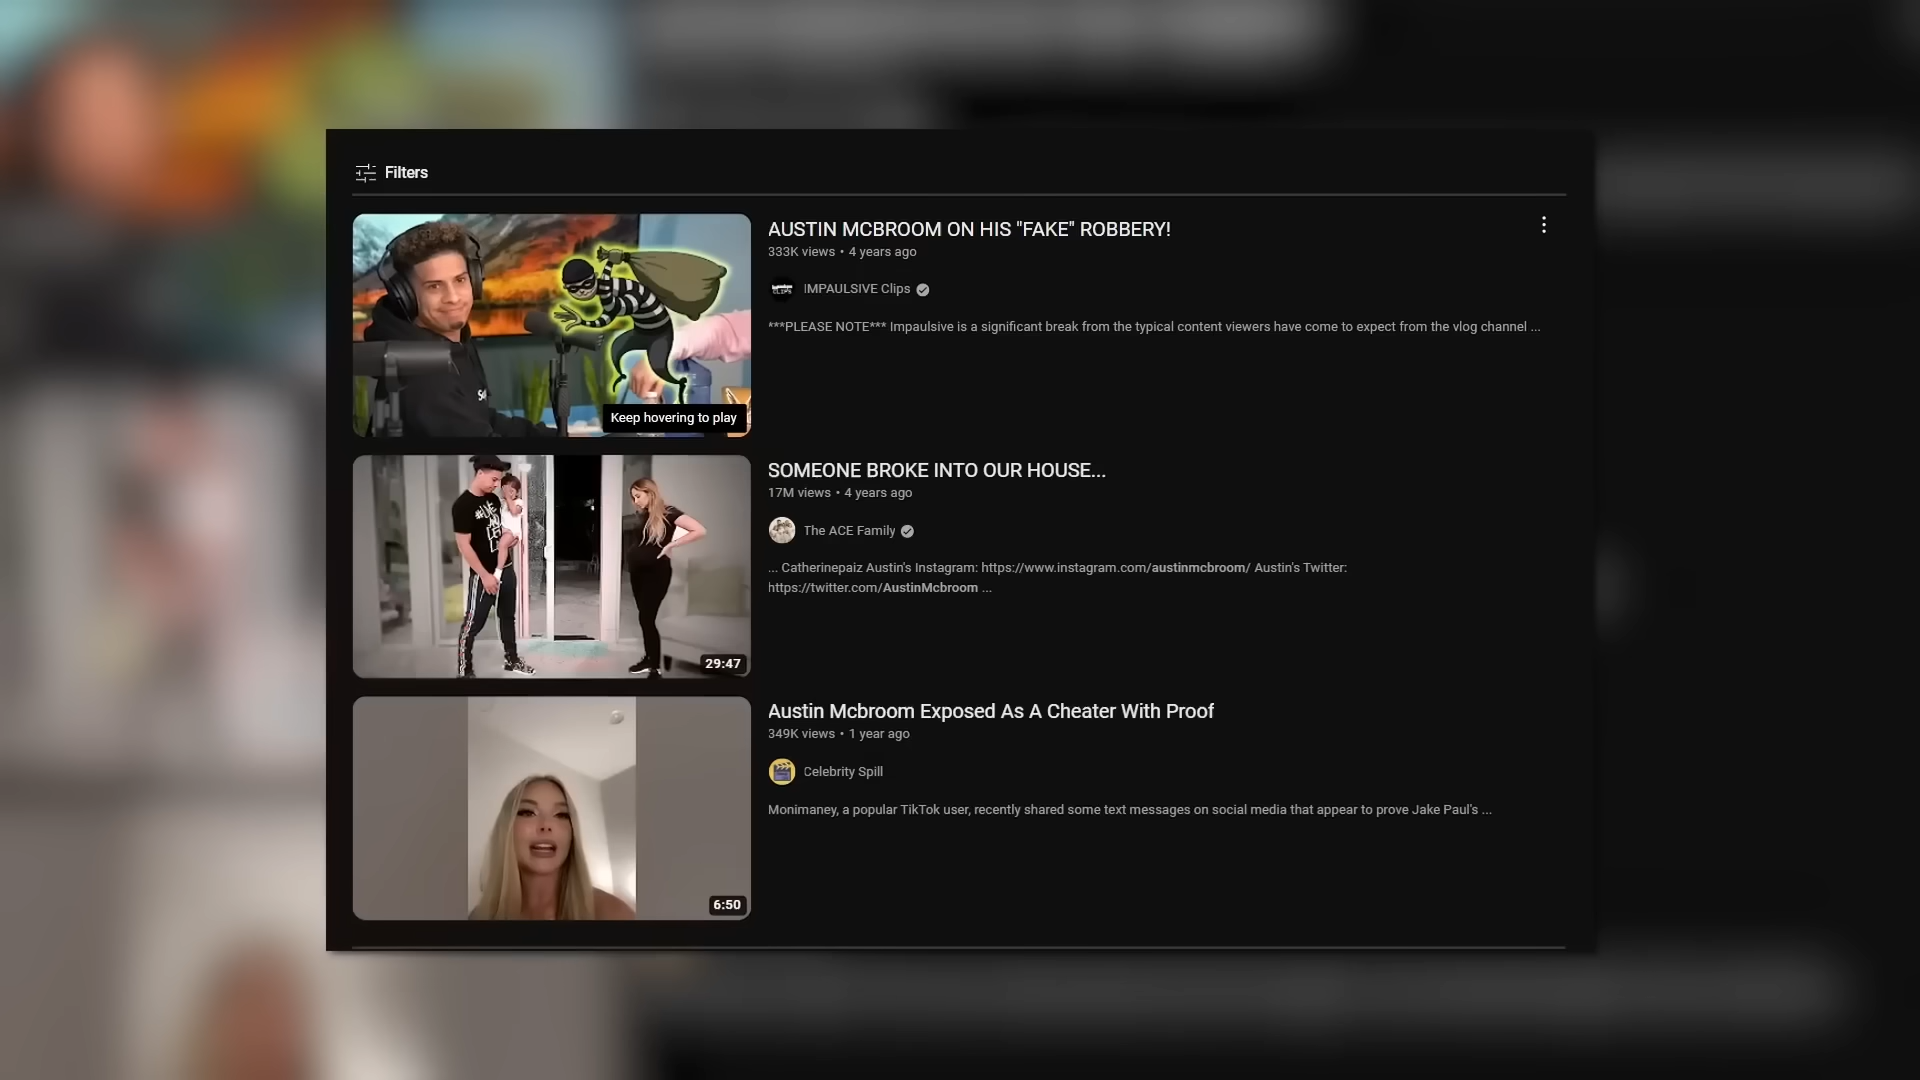 Filters
AUSTIN MCBROOM ON HIS "FAKE" ROBBERY!
333K views • 4 years ago
IMPAULSIVE Clips
***PLEASE NOTE*** Impaulsive is a significant break from the typical content viewers have come to expect from the vlog channel ...
Keep hovering to play
SOMEONE BROKE INTO OUR HOUSE...
17M views • 4 years ago
The ACE Family
... Catherinepaiz Austin's Instagram: https://www.instagram.com/austinmcbroom/ Austin's Twitter:
https://twitter.com/AustinMcbroom ...
29:47
Austin Mcbroom Exposed As A Cheater With Proof
349K views • 1 year ago
Celebrity Spill
Monimaney, a popular TikTok user, recently shared some text messages on social media that appear to prove Jake Paul's ...
6:50